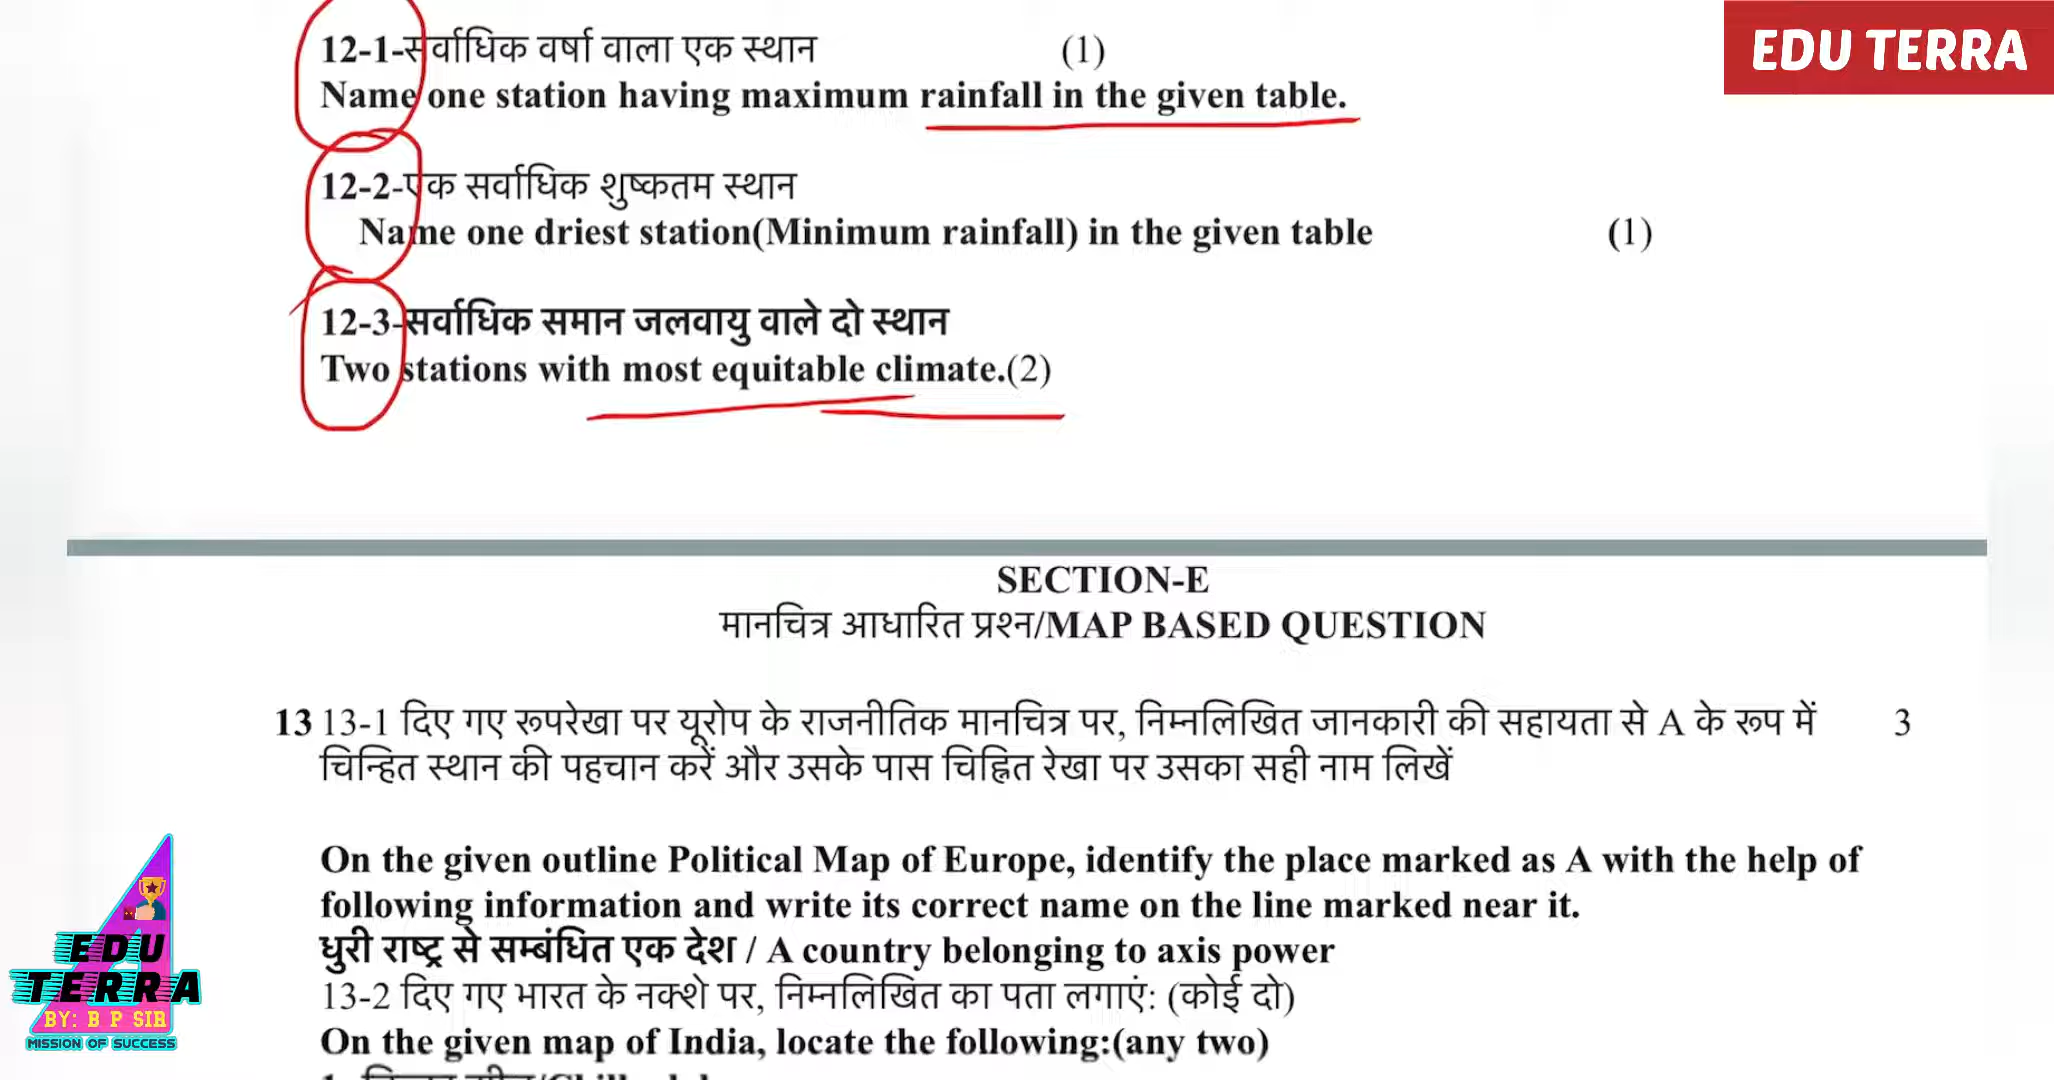 EDU TERRA
12-1-सर्वाधिक वर्षा वाला एक स्थान (1)
Name one station having maximum rainfall in the given table.
12-2-एक सर्वाधिक शुष्कतम स्थान
Name one driest station(Minimum rainfall) in the given table (1)
12-3-सर्वाधिक समान जलवायु वाले दो स्थान
Two stations with most equitable climate.(2)
SECTION-E
मानचित्र आधारित प्रश्न/MAP BASED QUESTION
13 13-1 दिए गए रूपरेखा पर यूरोप के राजनीतिक मानचित्र पर, निम्नलिखित जानकारी की सहायता से A के रूप में 3
चिन्हित स्थान की पहचान करें और उसके पास चिह्नित रेखा पर उसका सही नाम लिखें
On the given outline Political Map of Europe, identify the place marked as A with the help of
following information and write its correct name on the line marked near it.
धुरी राष्ट्र से सम्बंधित एक देश / A country belonging to axis power
13-2 दिए गए भारत के नक्शे पर, निम्नलिखित का पता लगाएं: (कोई दो)
On the given map of India, locate the following:(any two)
EDU
TERRA
BY: B P SIR
MISSION OF SUCCESS